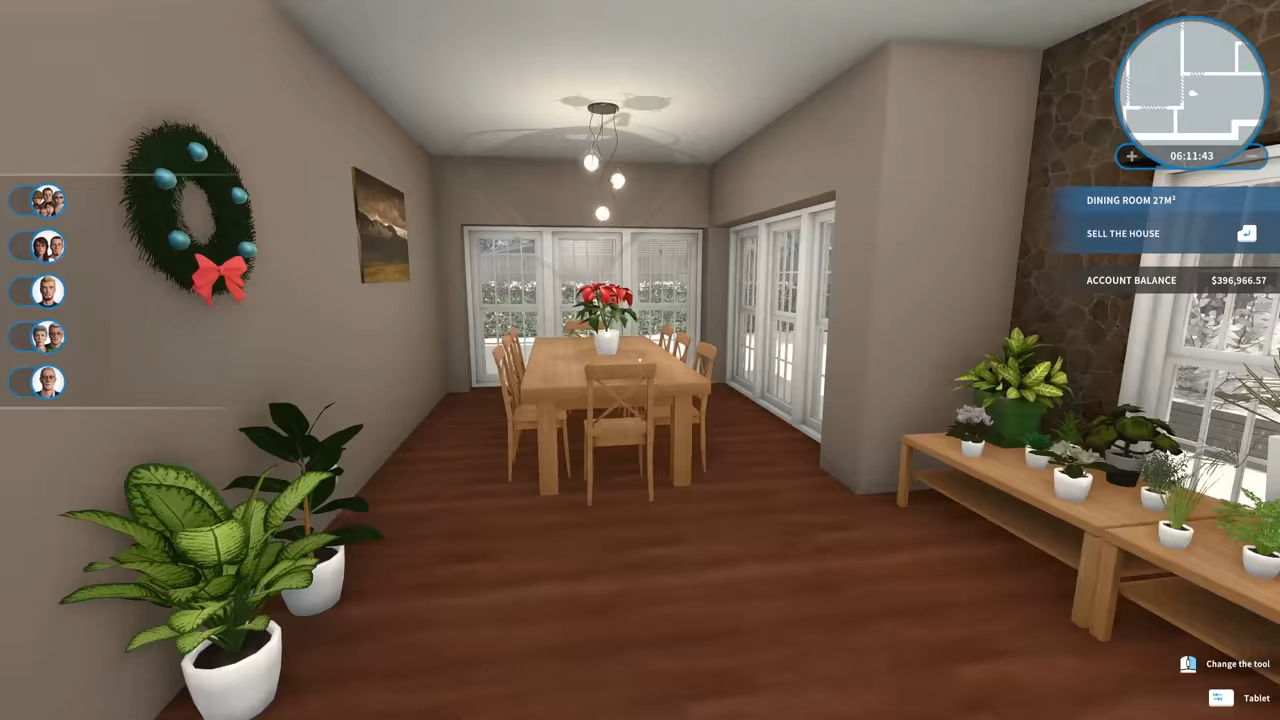 06:11:43
DINING ROOM 27M²
SELL THE HOUSE
ACCOUNT BALANCE $396,966.57
Change the tool
Tablet